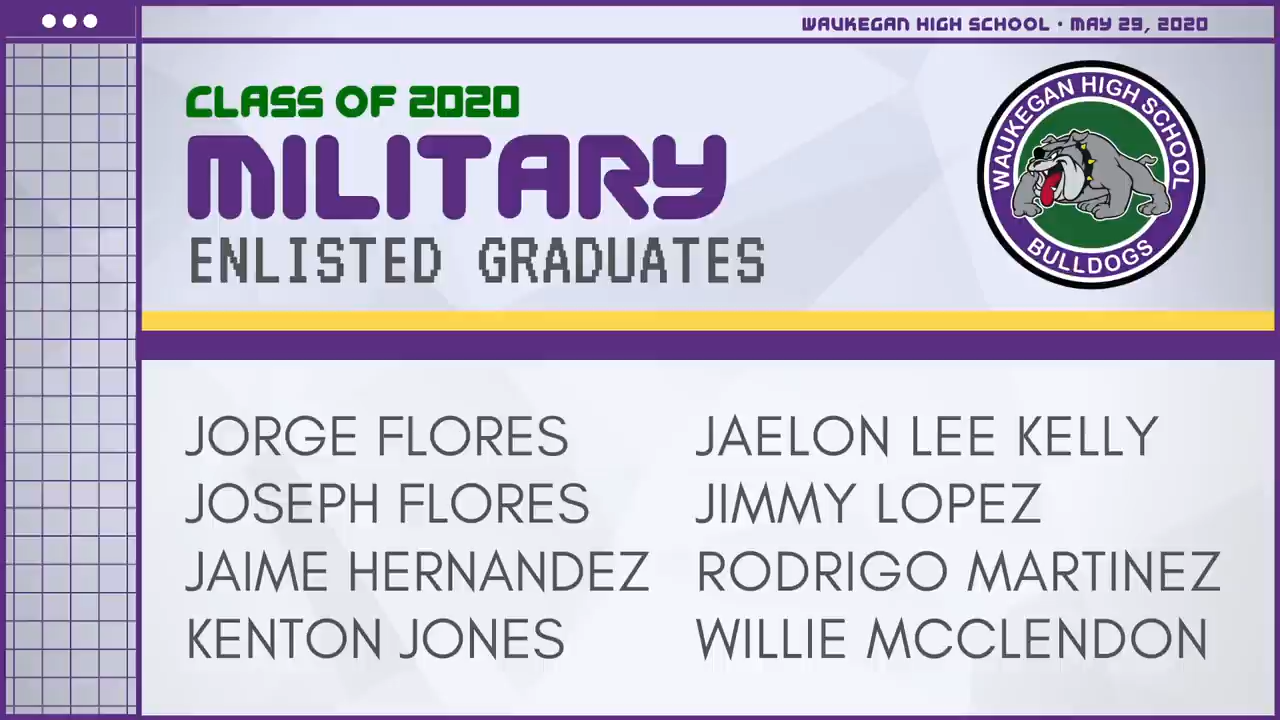 WAUKEGAN HIGH SCHOOL • MAY 29, 2020
CLASS OF 2020
MILITARY
ENLISTED GRADUATES
WAUKEGAN HIGH SCHOOL
BULLDOGS
JORGE FLORES
JOSEPH FLORES
JAIME HERNANDEZ
KENTON JONES
JAELON LEE KELLY
JIMMY LOPEZ
RODRIGO MARTINEZ
WILLIE MCCLENDON